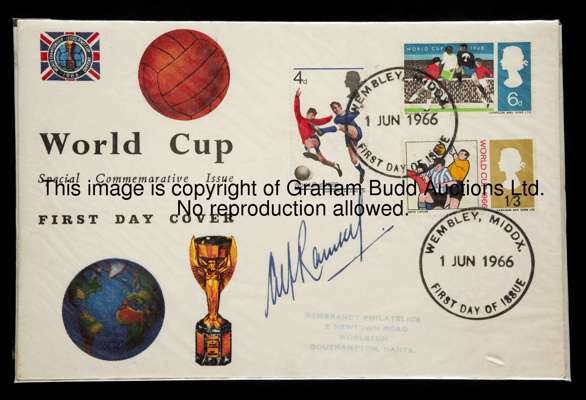 4d
WORLD CUP 1966
6d
WEMBLEY, MIDDX.
1 JUN 1966
FIRST DAY OF ISSUE
World Cup
Special Commemorative Issue
FIRST DAY COVER
WORLD CUP 1966
1/3
This image is copyright of Graham Budd Auctions Ltd.
No reproduction allowed.
WEMBLEY, MIDDX.
1 JUN 1966
FIRST DAY OF ISSUE
Alf Ramsey
REMBRANDT PHILATELICS
NEWTOWN ROAD
SOUTHAMPTON, HANTS.